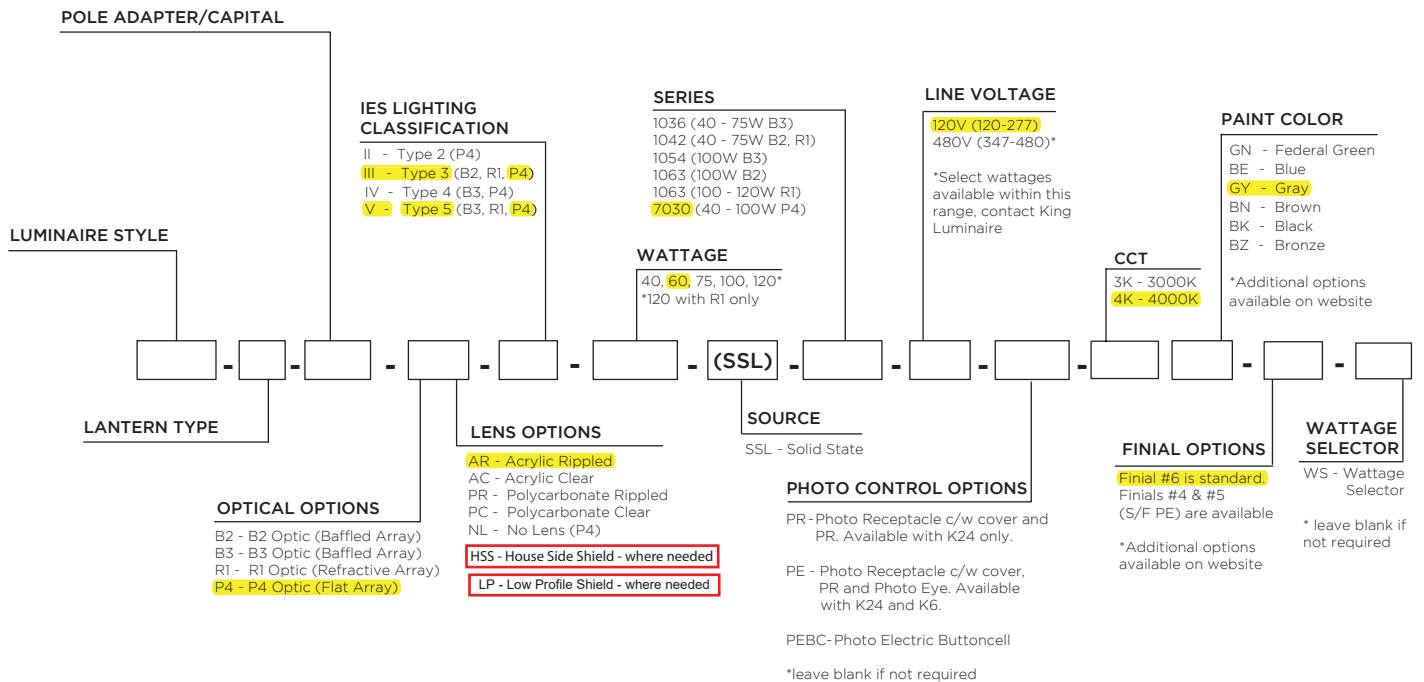 POLE ADAPTER/CAPITAL
IES LIGHTING
CLASSIFICATION
II - Type 2 (P4)
III - Type 3 (B2, R1, P4)
IV - Type 4 (B3, P4)
V - Type 5 (B3, R1, P4)
SERIES
1036 (40 - 75W B3)
1042 (40 - 75W B2, R1)
1054 (100W B3)
1063 (100W B2)
1063 (100 - 120W R1)
7030 (40 - 100W P4)
LINE VOLTAGE
120V (120-277)
480V (347-480)*
*Select wattages
available within this
range, contact King
Luminaire
PAINT COLOR
GN - Federal Green
BE - Blue
GY - Gray
BN - Brown
BK - Black
BZ - Bronze
*Additional options
available on website
LUMINAIRE STYLE
WATTAGE
40, 60, 75, 100, 120*
*120 with R1 only
CCT
3K - 3000K
4K - 4000K
- - - - - - (SSL) - - - - - -
LANTERN TYPE
OPTICAL OPTIONS
B2 - B2 Optic (Baffled Array)
B3 - B3 Optic (Baffled Array)
R1 - R1 Optic (Refractive Array)
P4 - P4 Optic (Flat Array)
LENS OPTIONS
AR - Acrylic Rippled
AC - Acrylic Clear
PR - Polycarbonate Rippled
PC - Polycarbonate Clear
NL - No Lens (P4)
HSS - House Side Shield - where needed
LP - Low Profile Shield - where needed
SOURCE
SSL - Solid State
PHOTO CONTROL OPTIONS
PR-Photo Receptacle c/w cover and
PR. Available with K24 only.
PE - Photo Receptacle c/w cover,
PR and Photo Eye. Available
with K24 and K6.
PEBC-Photo Electric Buttoncell
*leave blank if not required
FINIAL OPTIONS
Finial #6 is standard.
Finials #4 & #5
(S/F PE) are available
*Additional options
available on website
WATTAGE
SELECTOR
WS - Wattage
Selector
* leave blank if
not required